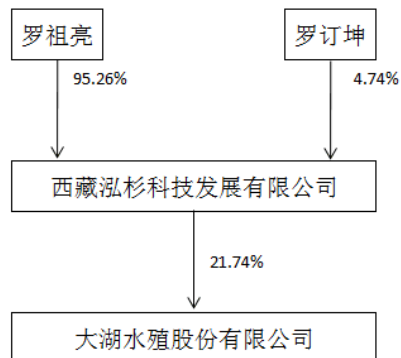 罗祖亮
罗订坤
95.26%
4.74%
西藏泓杉科技发展有限公司
21.74%
大湖水殖股份有限公司